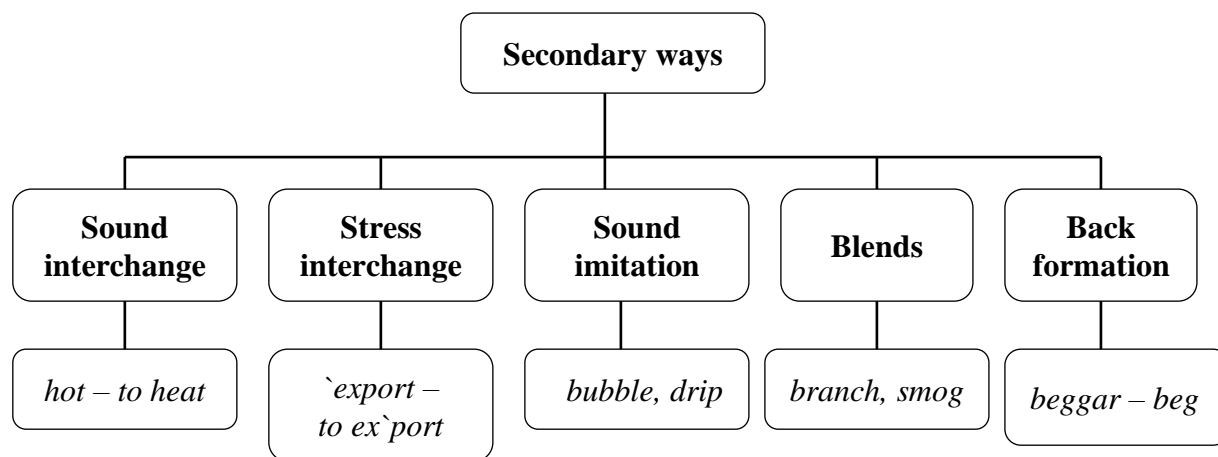 Secondary ways
Sound
interchange
Stress
interchange
Sound
imitation
Blends
Back
formation
hot – to heat
`export –
to ex`port
bubble, drip
branch, smog
beggar – beg